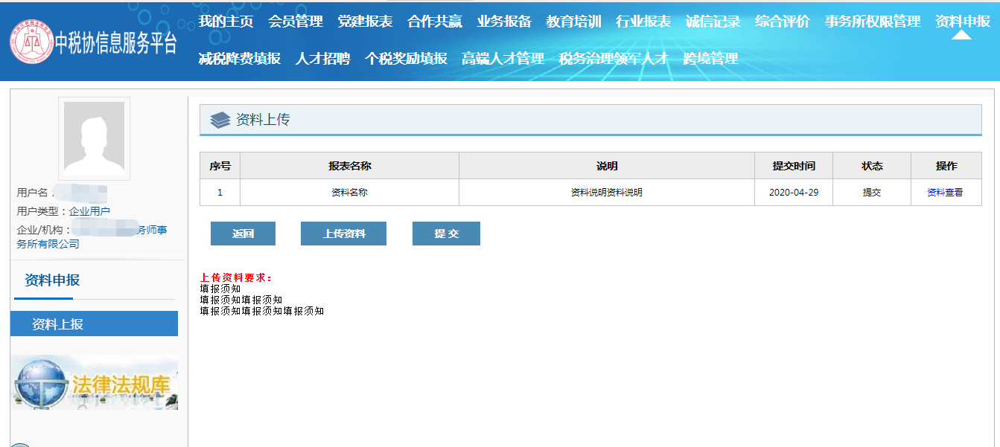 中税协信息服务平台
我的主页 会员管理 党建报表 合作共赢 业务报备 教育培训 行业报表 诚信记录 综合评价 事务所权限管理 资料申报
减税降费填报 人才招聘 个税奖励填报 高端人才管理 税务治理领军人才 跨境管理
用户名：
用户类型：企业用户
企业/机构： 务师事
务所有限公司
资料申报
资料上报
法律法规库
资料上传
序号 报表名称 说明 提交时间 状态 操作
1 资料名称 资料说明资料说明 2020-04-29 提交 资料查看
返回 上传资料 提 交
上传资料要求：
填报须知
填报须知填报须知
填报须知填报须知填报须知